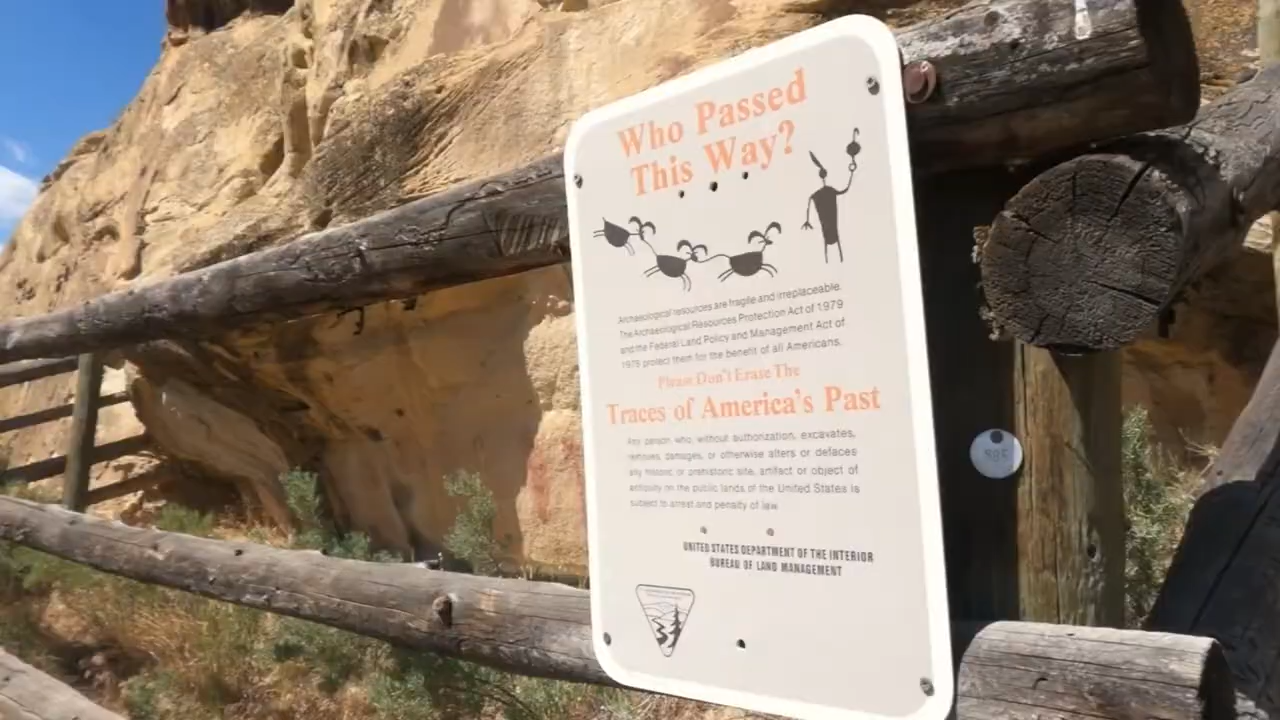 Who Passed
This Way?
Archaeological resources are fragile and irreplaceable.
The Archaeological Resources Protection Act of 1979
and the Federal Land Policy and Management Act of
1976 protect them for the benefit of all Americans.
Please Don't Erase The
Traces of America's Past
Any person who, without authorization, excavates,
removes, damages, or otherwise alters or defaces
any historic or prehistoric site, artifact or object of
antiquity on the public lands of the United States is
subject to arrest and penalty of law.
UNITED STATES DEPARTMENT OF THE INTERIOR
BUREAU OF LAND MANAGEMENT